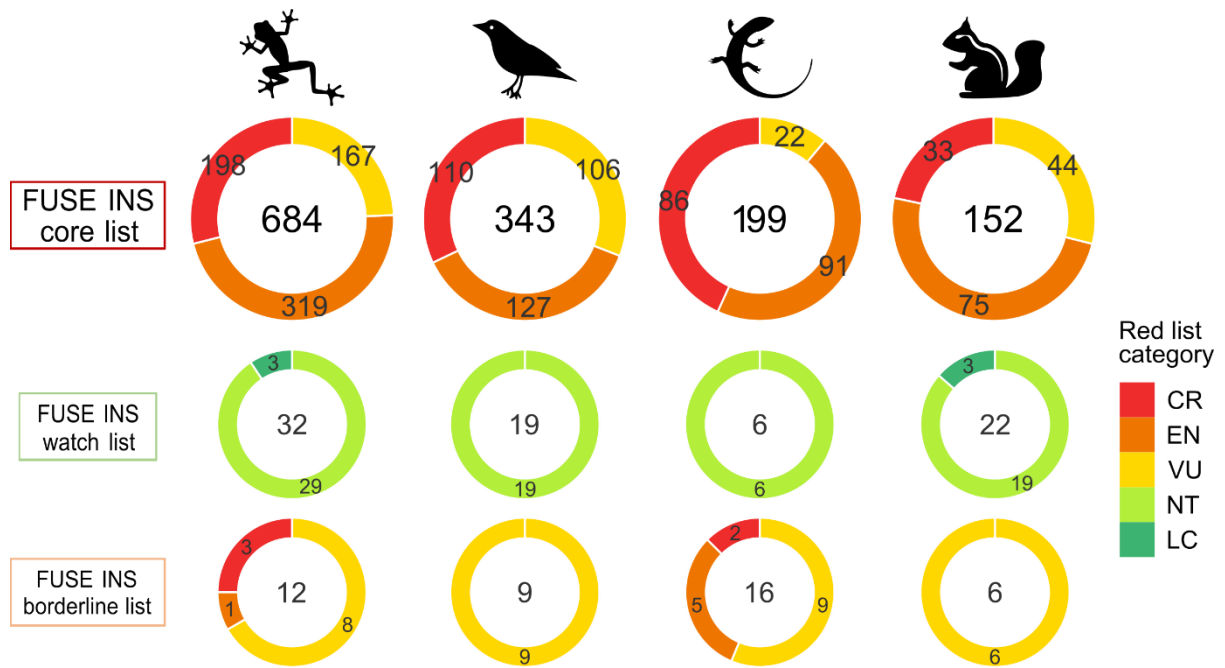 FUSE INS
core list
198
167
684
319
110
106
343
127
86
22
199
91
33
44
152
75
FUSE INS
watch list
3
32
29
19
19
6
6
3
22
19
FUSE INS
borderline list
3
12
1
8
9
9
2
16
5
9
6
6
Red list
category
CR
EN
VU
NT
LC